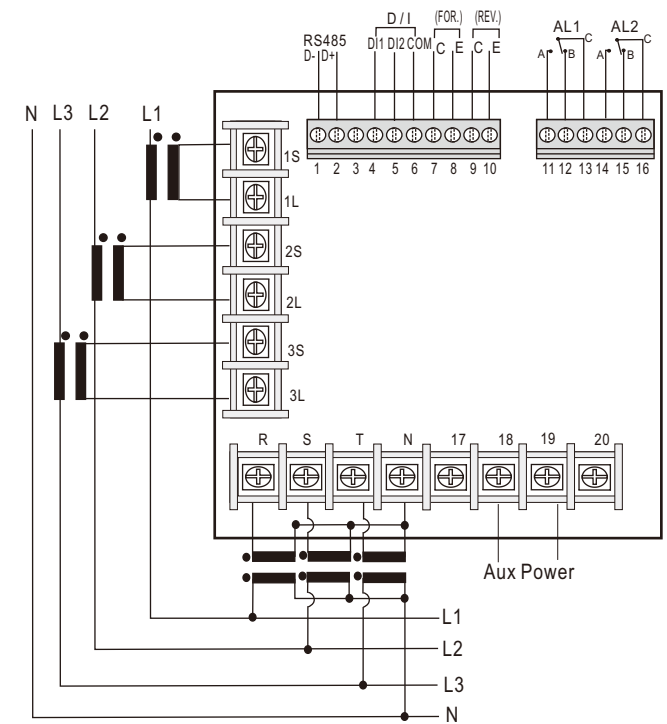 D / I (FOR.) (REV.) AL1 AL2
RS485 DI1 DI2 COM C E C E C C
D- D+ A B A B
N L3 L2 L1
1 2 3 4 5 6 7 8 9 10 11 12 13 14 15 16
1S
1L
2S
2L
3S
3L
R S T N 17 18 19 20
Aux Power
L1
L2
L3
N